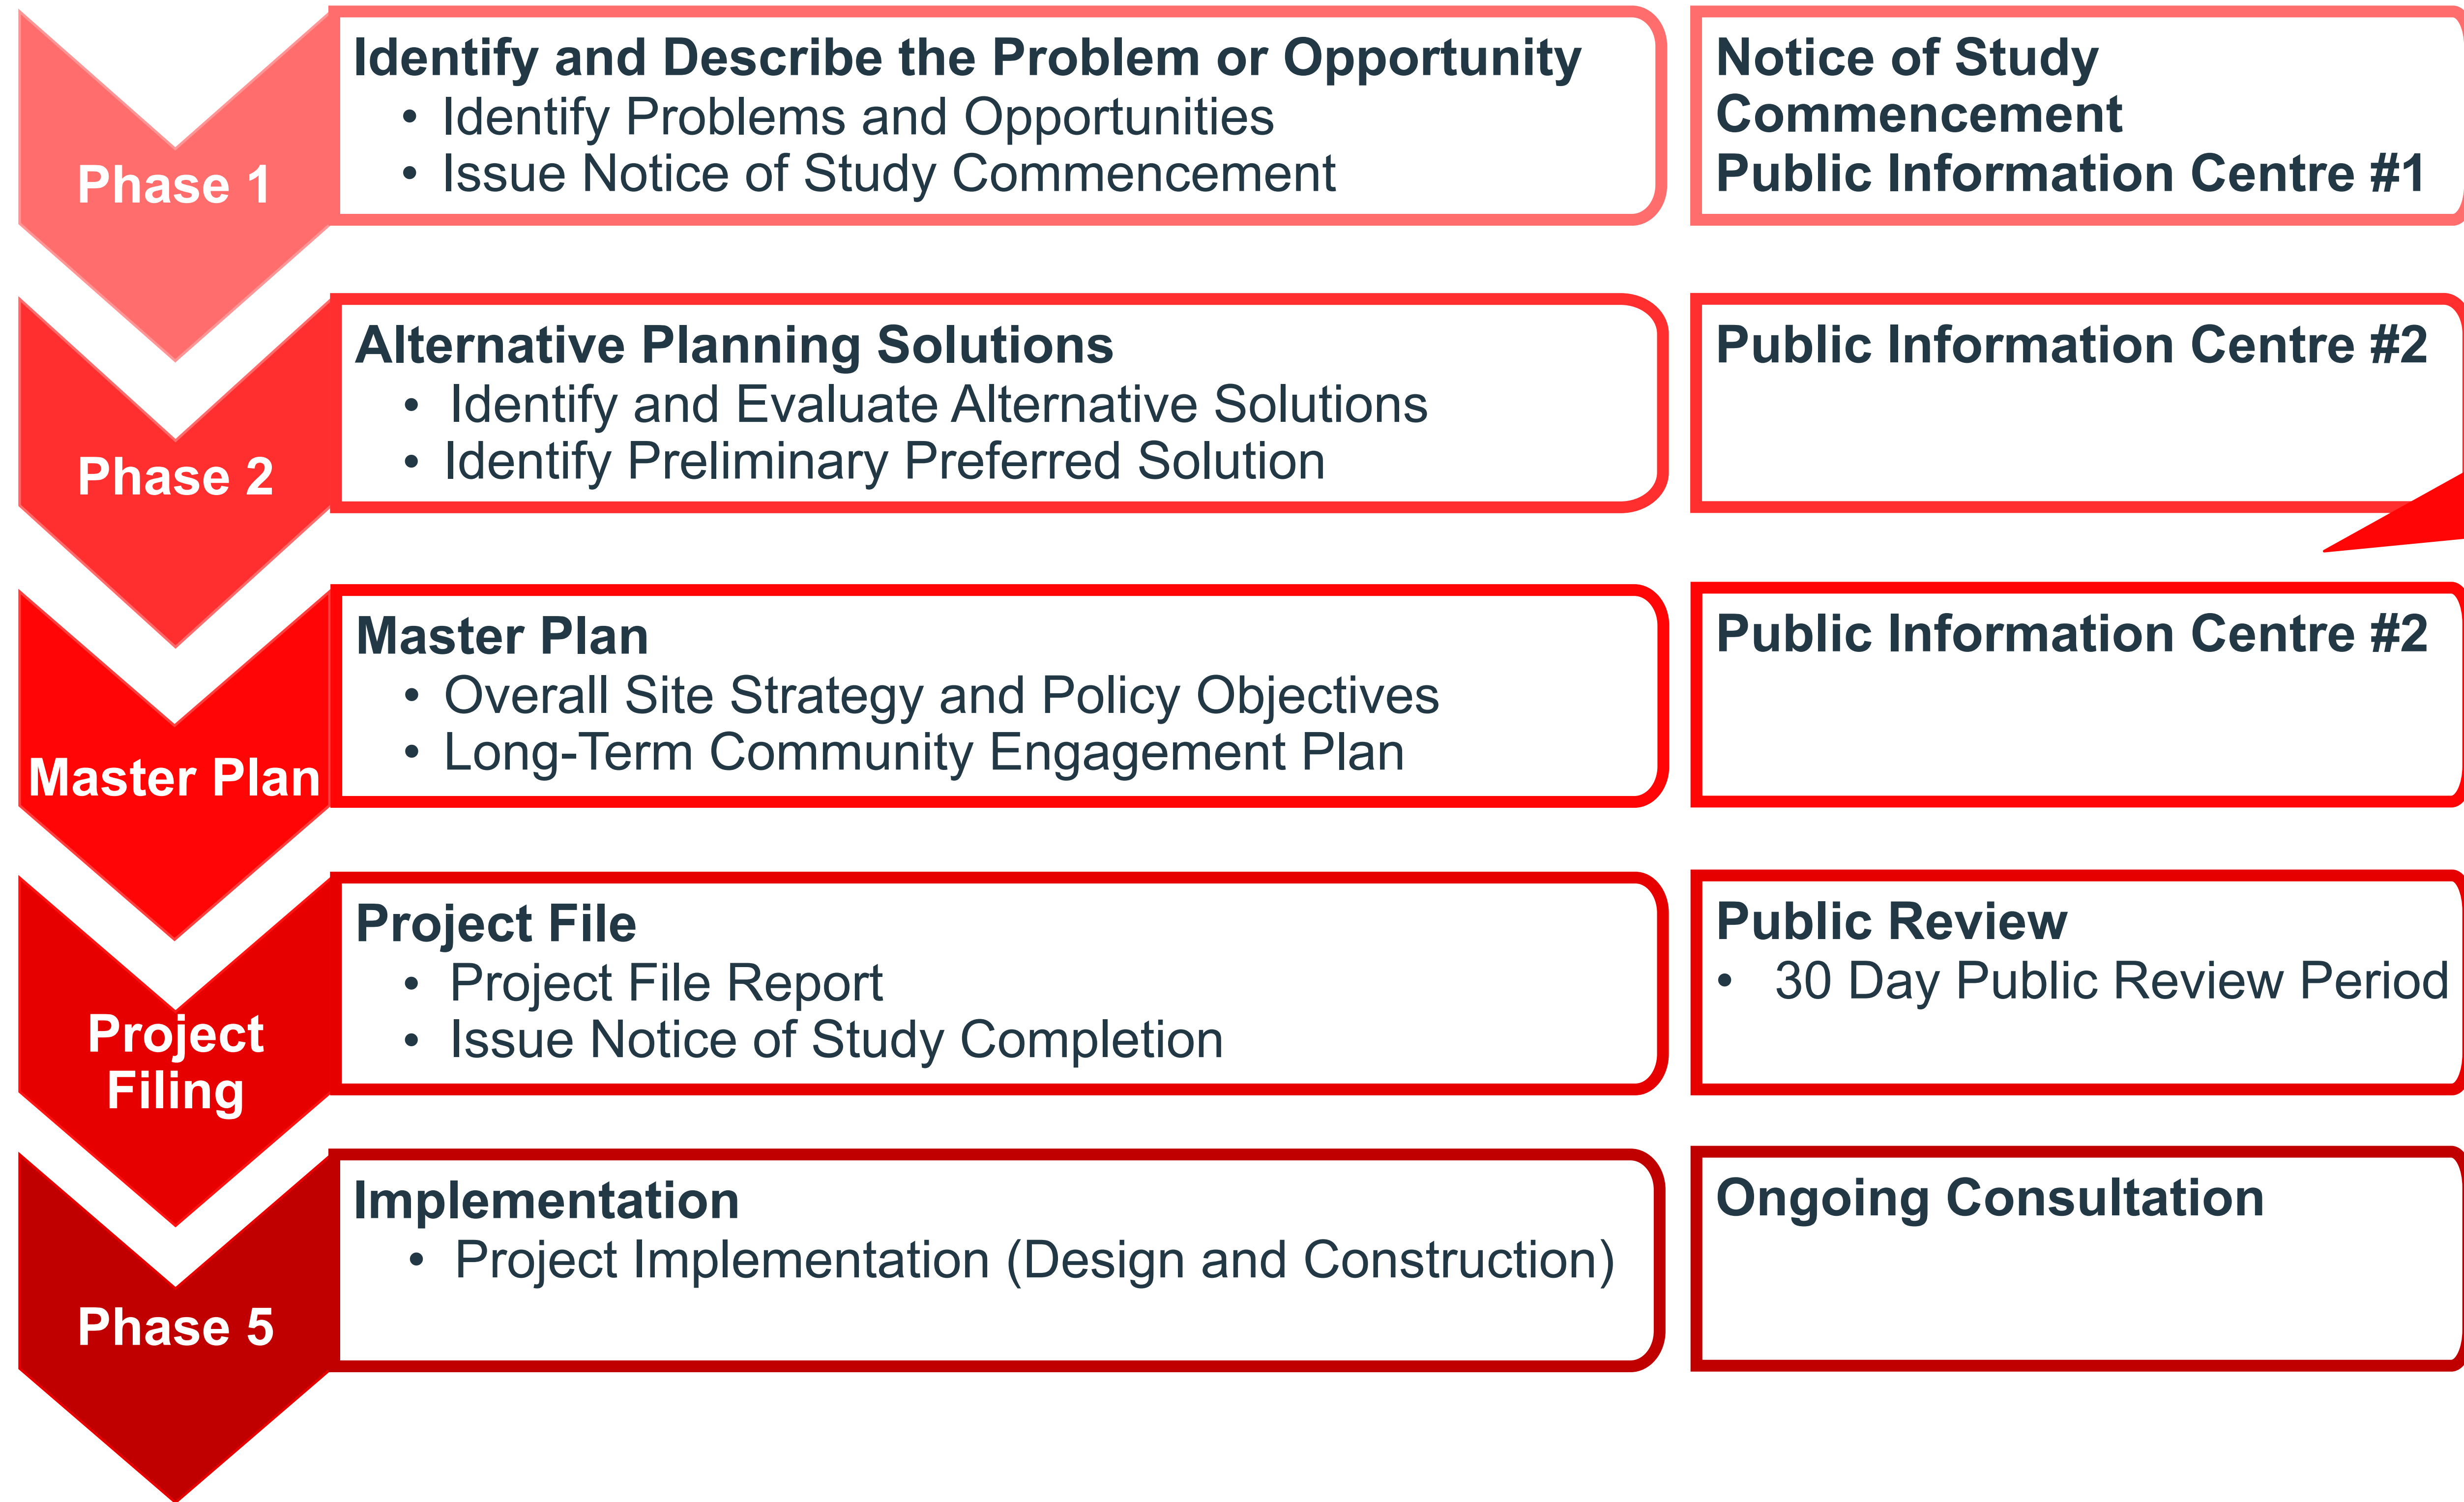 Phase 1
Identify and Describe the Problem or Opportunity
• Identify Problems and Opportunities
• Issue Notice of Study Commencement
Notice of Study
Commencement
Public Information Centre #1
Phase 2
Alternative Planning Solutions
• Identify and Evaluate Alternative Solutions
• Identify Preliminary Preferred Solution
Public Information Centre #2
Master Plan
Master Plan
• Overall Site Strategy and Policy Objectives
• Long-Term Community Engagement Plan
Public Information Centre #2
Project
Filing
Project File
• Project File Report
• Issue Notice of Study Completion
Public Review
• 30 Day Public Review Period
Phase 5
Implementation
• Project Implementation (Design and Construction)
Ongoing Consultation